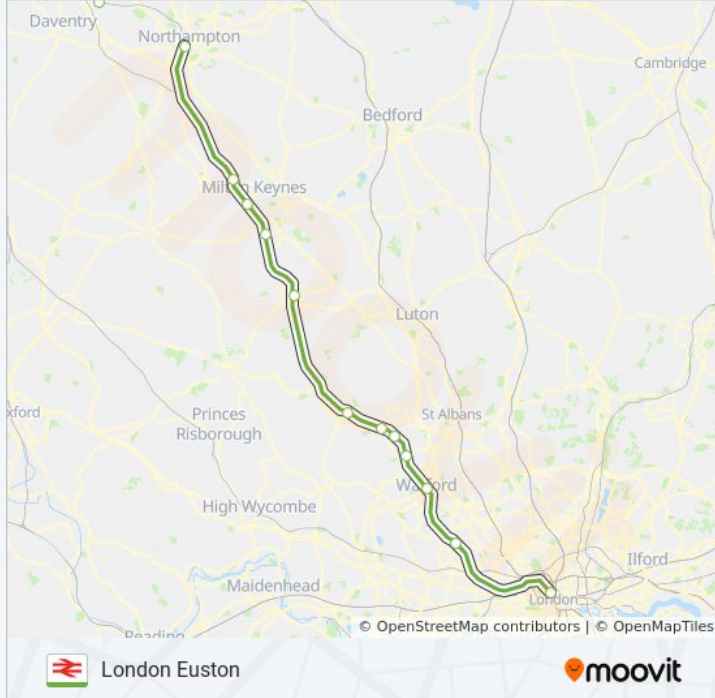 Daventry
Northampton
Cambridge
Bedford
Milton Keynes
Luton
xford
Princes
Risborough
St Albans
Watford
High Wycombe
Ilford
Maidenhead
London
Reading
© OpenStreetMap contributors | © OpenMapTiles
London Euston
moovit